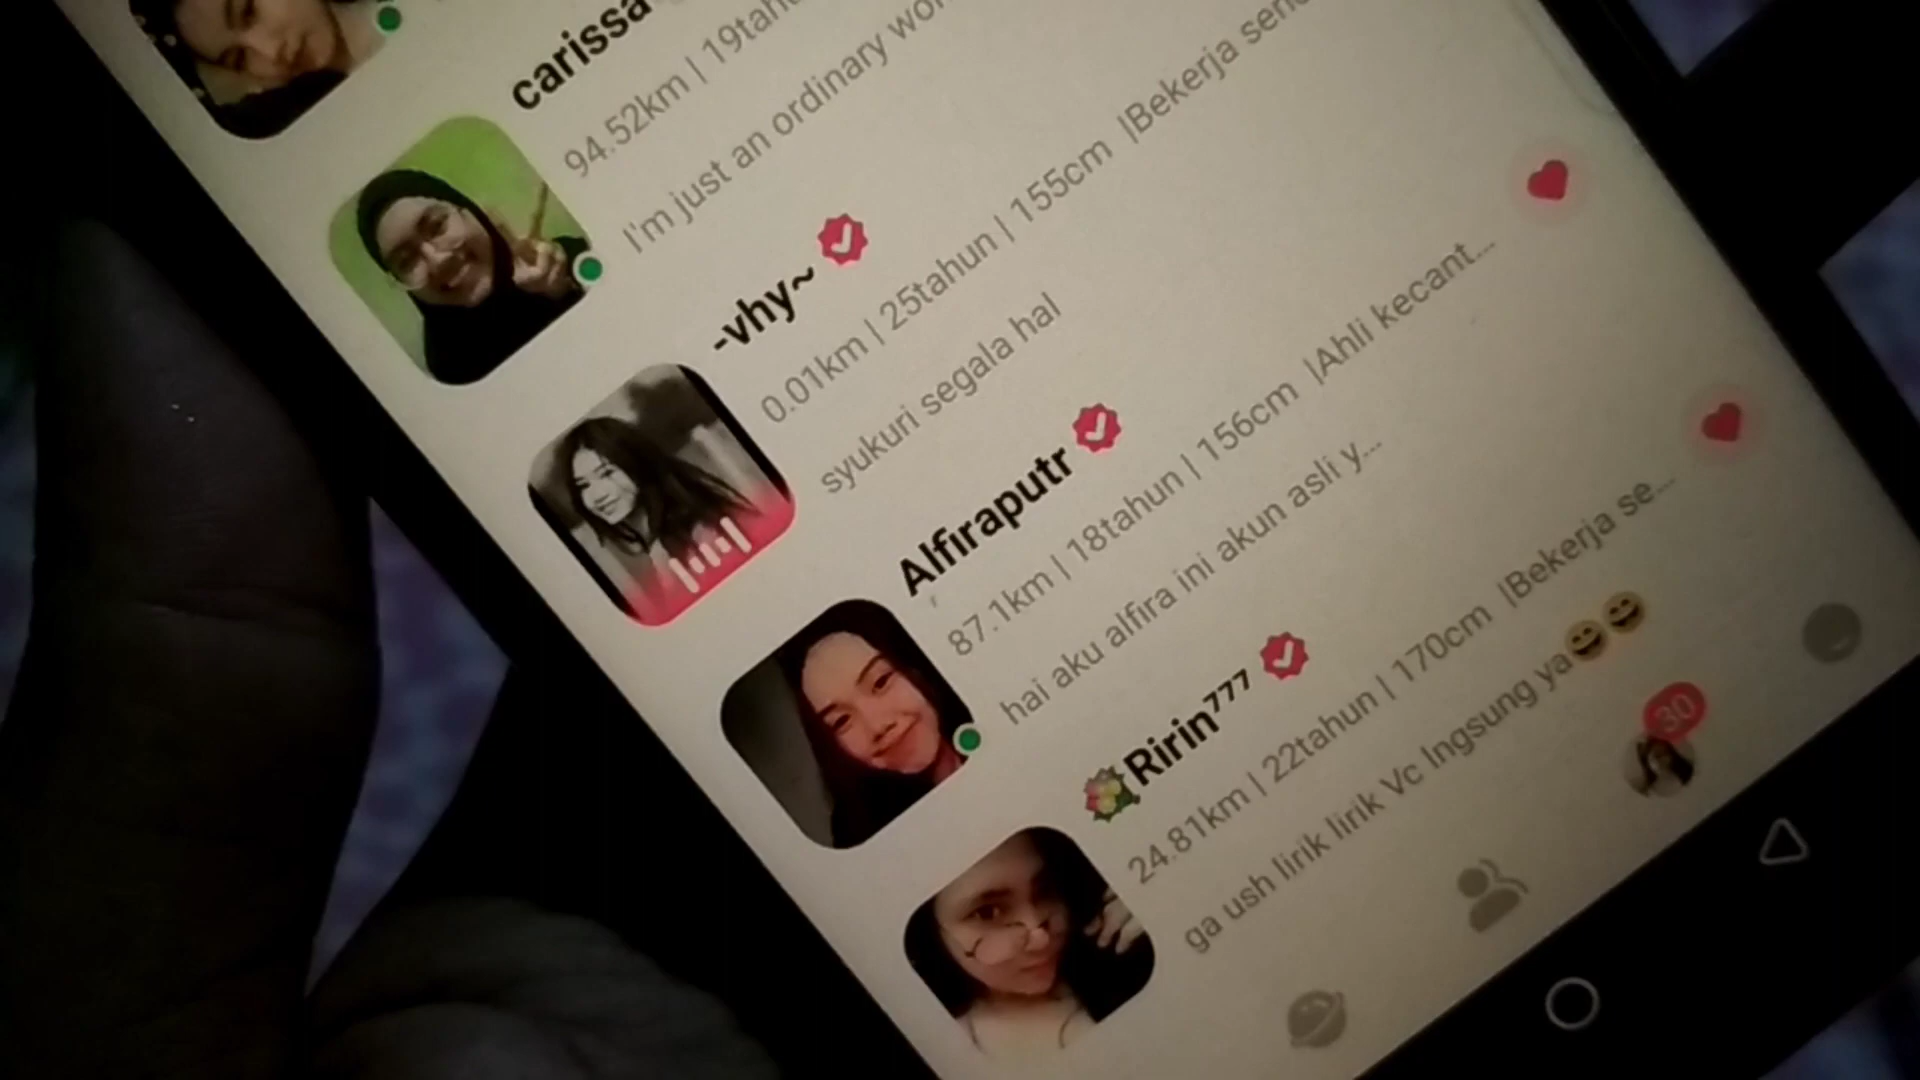 carissa
94.52km | 19tahu
I'm just an ordinary wo
-vhy~
0.01km | 25tahun | 155cm |Bekerja send
syukuri segala hal
Alfiraputr
87.1km | 18tahun | 156cm |Ahli kecant...
hai aku alfira ini akun asli y...
Ririn⁷⁷⁷
24.81km | 22tahun | 170cm |Bekerja se...
ga ush lirik lirik Vc lngsung ya😄😄
30